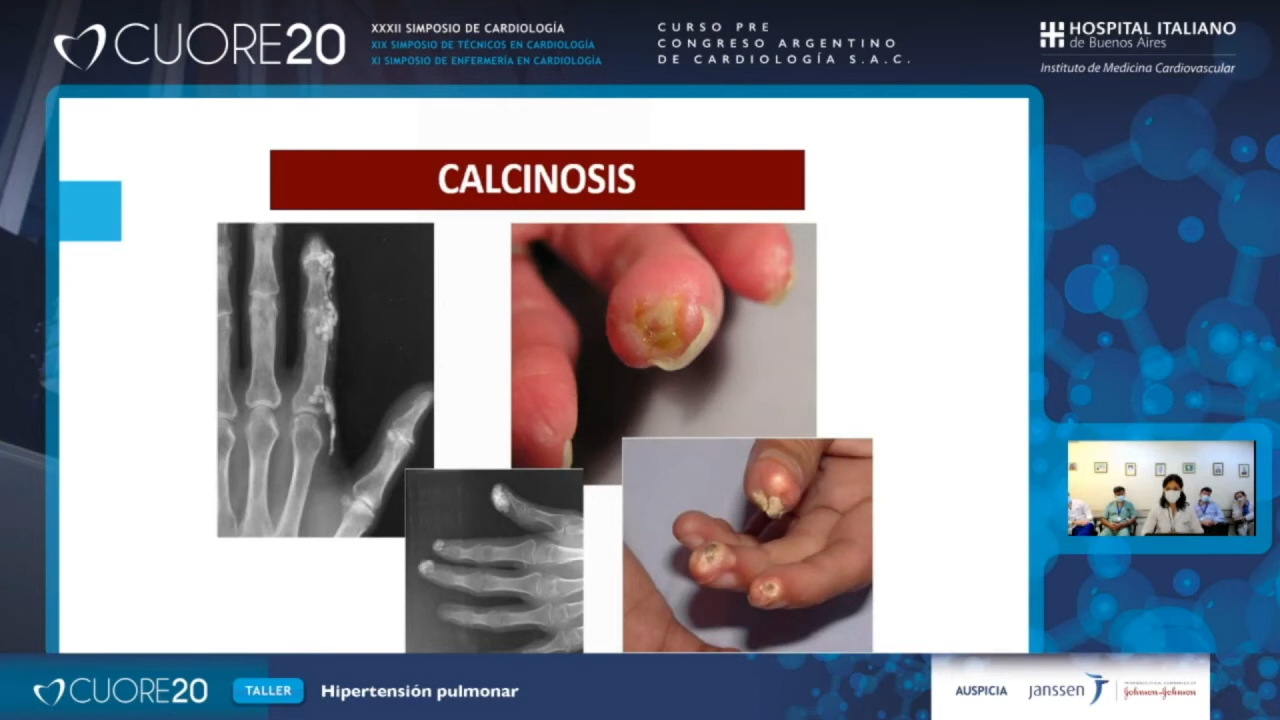 CUORE20
XXXII SIMPOSIO DE CARDIOLOGÍA
XIX SIMPOSIO DE TÉCNICOS EN CARDIOLOGÍA
XI SIMPOSIO DE ENFERMERÍA EN CARDIOLOGÍA
CURSO PRE
CONGRESO ARGENTINO
DE CARDIOLOGÍA S.A.C.
HOSPITAL ITALIANO
de Buenos Aires
Instituto de Medicina Cardiovascular
CALCINOSIS
CUORE20
TALLER
Hipertensión pulmonar
AUSPICIA
janssen
Johnson-Johnson